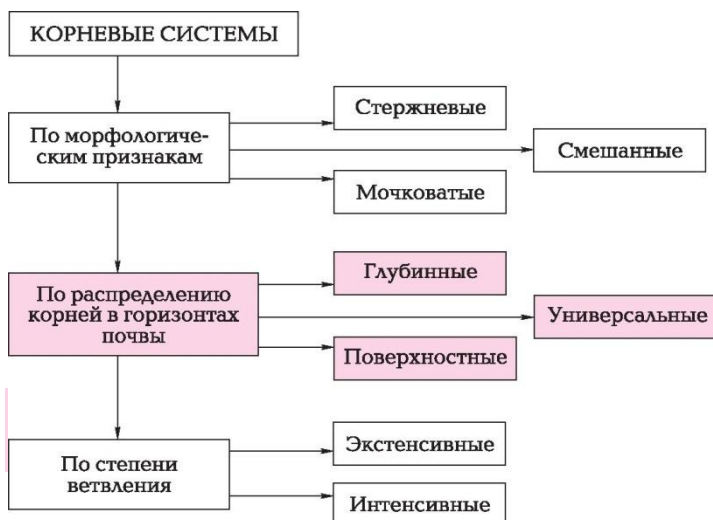 КОРНЕВЫЕ СИСТЕМЫ
По морфологиче-
ским признакам
Стержневые
Смешанные
Мочковатые
По распределению
корней в горизонтах
почвы
Глубинные
Универсальные
Поверхностные
По степени
ветвления
Экстенсивные
Интенсивные